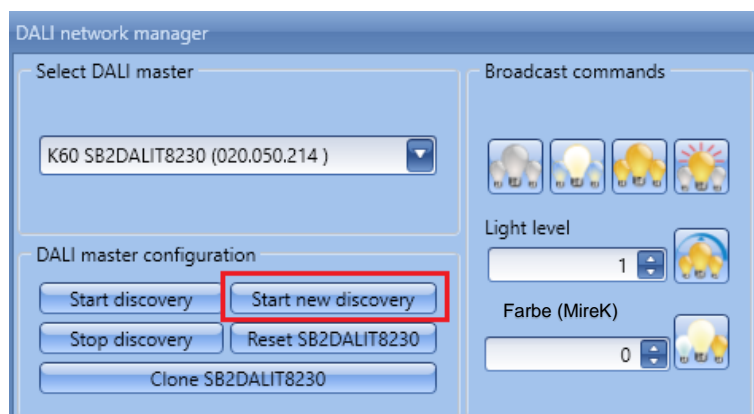 DALI network manager
Select DALI master
K60 SB2DALIT8230 (020.050.214 )
DALI master configuration
Start discovery
Start new discovery
Stop discovery
Reset SB2DALIT8230
Clone SB2DALIT8230
Broadcast commands
Light level
1
Farbe (MireK)
0